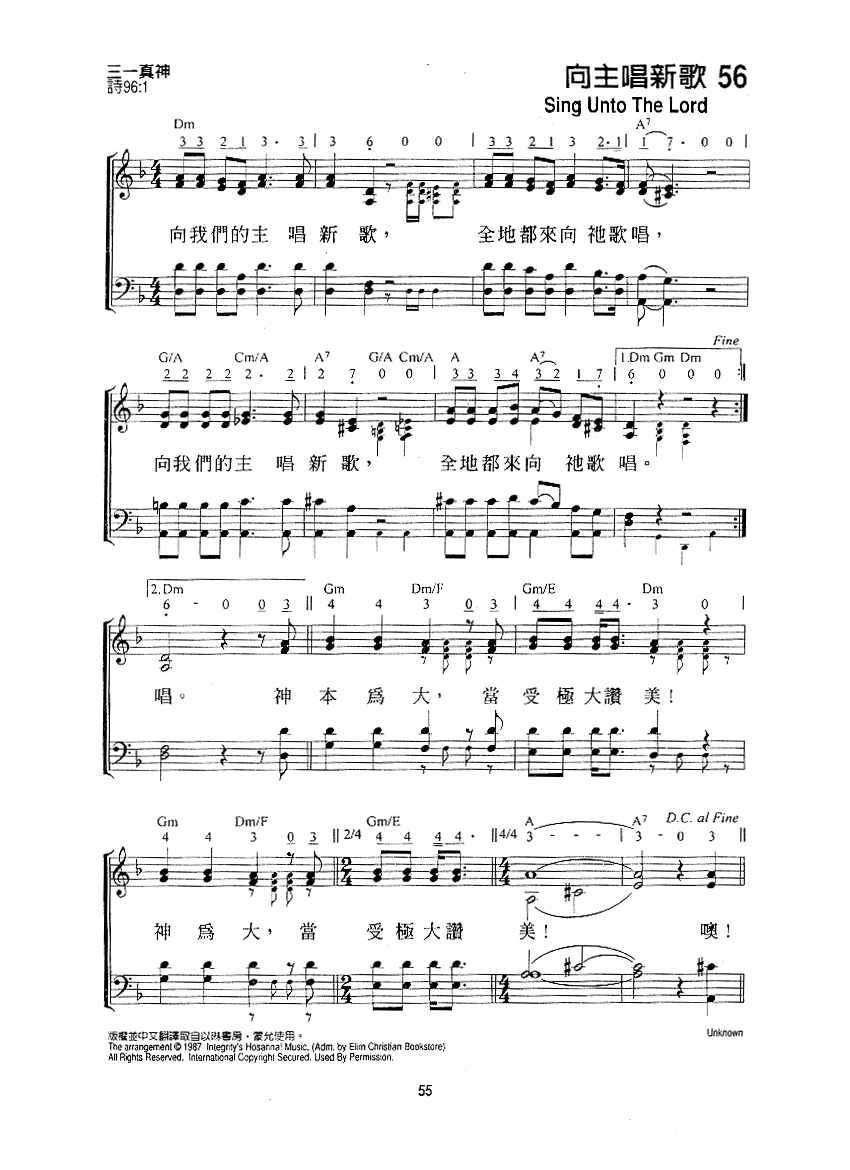 三一真神
詩96:1
向主唱新歌 56
Sing Unto The Lord
Dm A7
3 3 2 1 3 · 3 | 3 6 0 0 | 3 3 2 1 3 2 · 1 | 1 7 · 0 0 |
向我們的主 唱 新 歌， 全地都來向 祂歌唱，
Fine
G/A Cm/A A7 G/A Cm/A A A7 1.Dm Gm Dm
2 2 2 2 2 · 2 | 2 7 0 0 | 3 3 3 4 3 2 1 7 | 6 0 0 0 :||
向我們的主 唱 新 歌， 全地都來向 祂歌唱。
2.Dm Gm Dm/F Gm/E Dm
6 - 0 0 3 || 4 4 3 0 3 | 4 4 4 4 · 3 0 |
唱。 神 本 爲 大， 當 受 極 大 讚 美！
Gm Dm/F Gm/E A A7 D.C. al Fine
4 4 3 0 3 || 2/4 4 4 4 4 · || 4/4 3 - - - | 3 - 0 3 ||
神 爲 大， 當 受 極 大 讚 美！ 噢！
版權並中文翻譯取自以琳書房，蒙允使用。
Unknown
The arrangement © 1987 Integrity's Hosanna! Music. (Adm. by Elim Christian Bookstore)
All Rights Reserved. International Copyright Secured. Used By Permission.
55